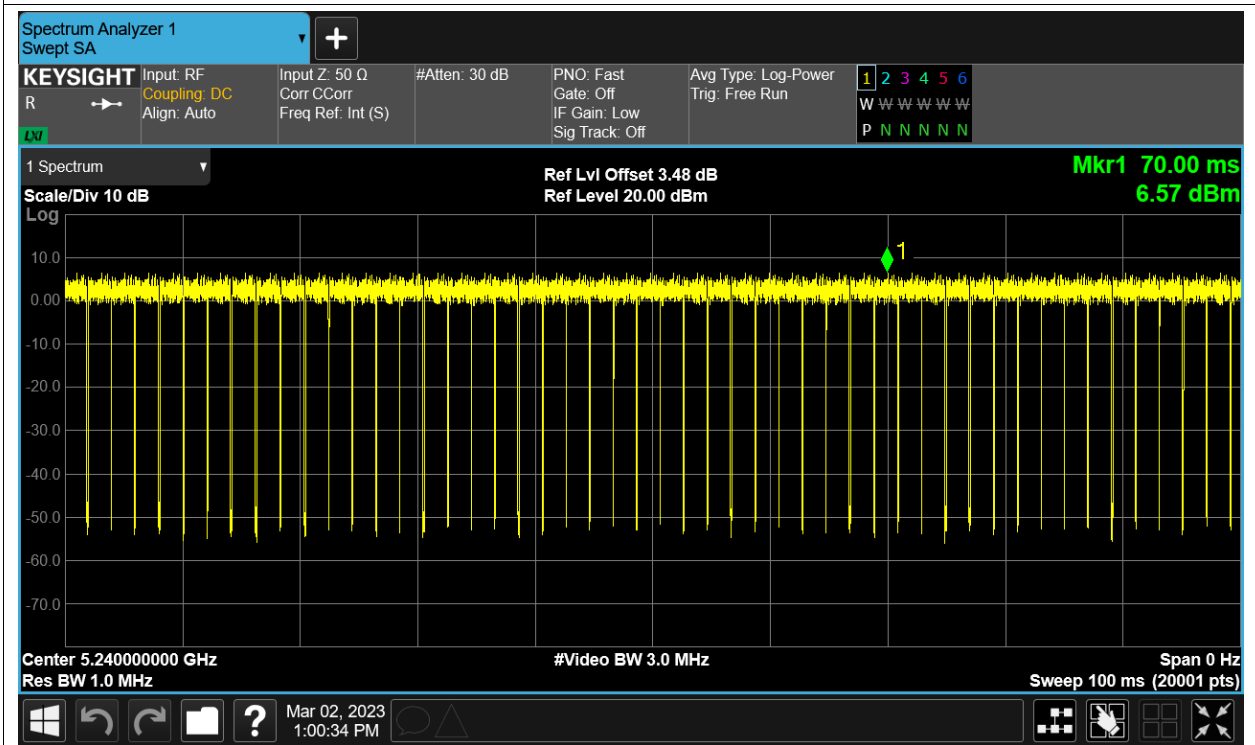 Spectrum Analyzer 1
Swept SA
KEYSIGHT
R
LXI
Input: RF
Coupling: DC
Align: Auto
Input Z: 50 Ω
Corr CCorr
Freq Ref: Int (S)
#Atten: 30 dB
PNO: Fast
Gate: Off
IF Gain: Low
Sig Track: Off
Avg Type: Log-Power
Trig: Free Run
1 2 3 4 5 6
W W W W W W
P N N N N N
1 Spectrum
Scale/Div 10 dB
Ref Lvl Offset 3.48 dB
Ref Level 20.00 dBm
Mkr1 70.00 ms
6.57 dBm
Log
1
10.0
0.00
-10.0
-20.0
-30.0
-40.0
-50.0
-60.0
-70.0
Center 5.240000000 GHz
#Video BW 3.0 MHz
Span 0 Hz
Res BW 1.0 MHz
Sweep 100 ms (20001 pts)
?
Mar 02, 2023
1:00:34 PM